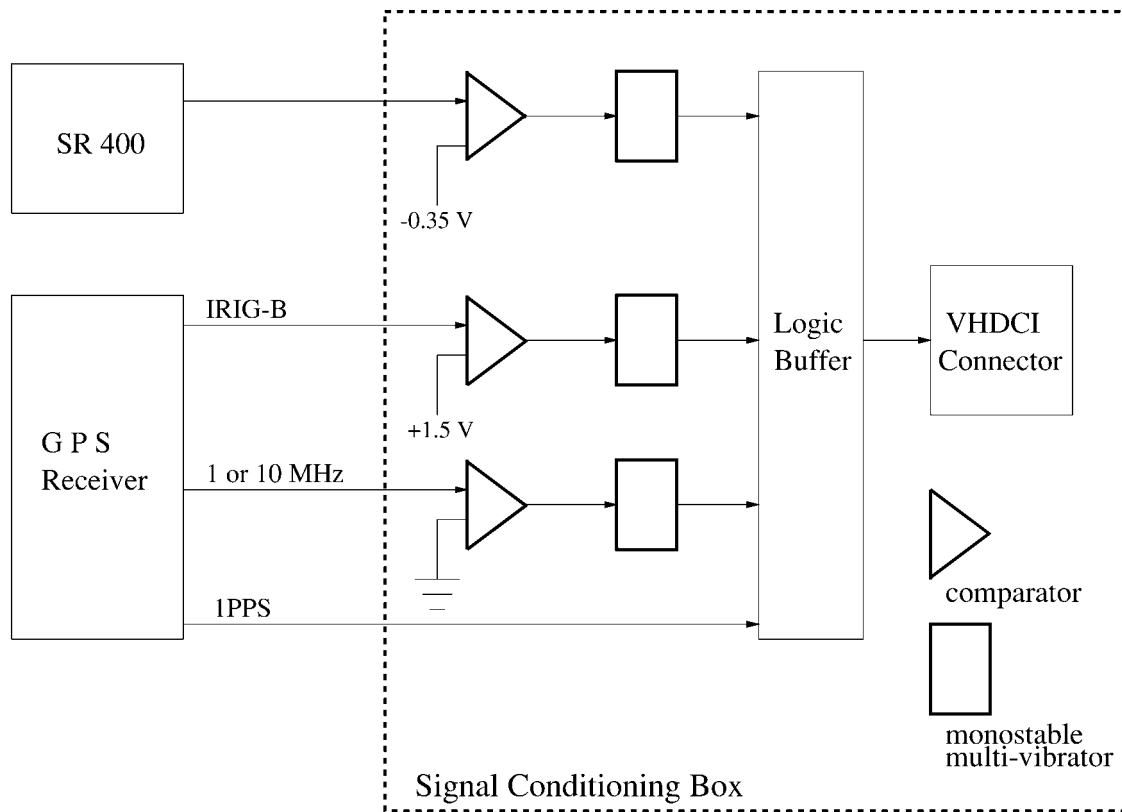 SR 400
-0.35 V
IRIG-B
+1.5 V
G P S
Receiver
1 or 10 MHz
1PPS
Logic
Buffer
VHDCI
Connector
comparator
monostable
multi-vibrator
Signal Conditioning Box